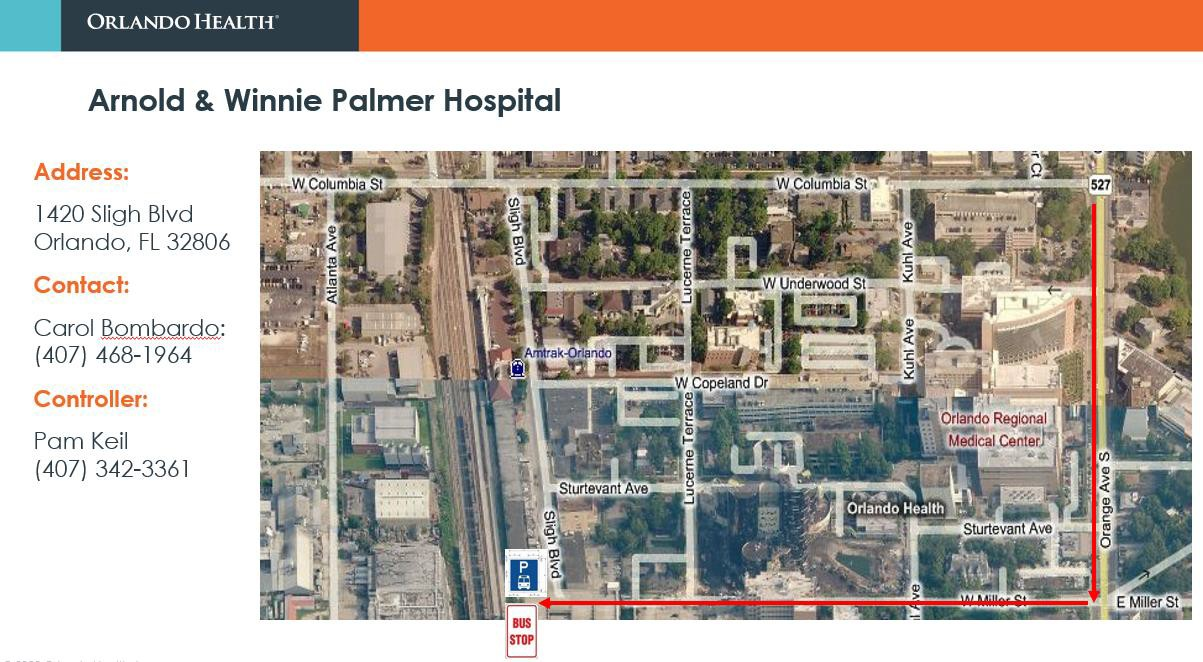 ORLANDO HEALTH®
Arnold & Winnie Palmer Hospital
Address:
1420 Sligh Blvd
Orlando, FL 32806
Contact:
Carol Bombardo:
(407) 468-1964
Controller:
Pam Keil
(407) 342-3361
W Columbia St
W Columbia St
r Ct
527
Sligh Blvd
Lucerne Terrace
Kuhl Ave
Atlanta Ave
W Underwood St
Kuhl Ave
Amtrak-Orlando
W Copeland Dr
Lucerne Terrace
Orlando Regional
Medical Center
Orange Ave S
Sturtevant Ave
Orlando Health
Sturtevant Ave
Sligh Blvd
P
l Ave
W Miller St
E Miller St
BUS
STOP